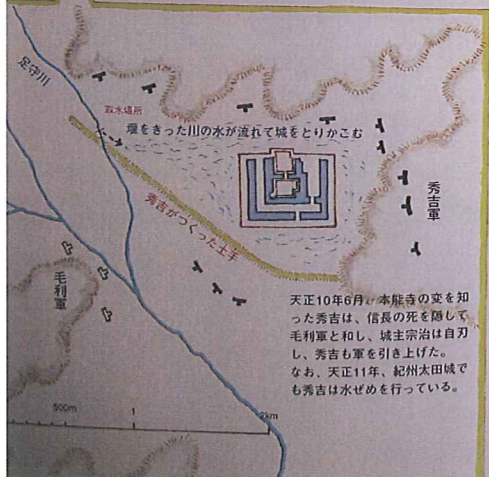 足守川
取水場所
堰をきった川の水が流れて城をとりかこむ
秀吉がつくった土手
秀吉軍
毛利軍
天正10年6月、本能寺の変を知
った秀吉は、信長の死を隠して
毛利軍と和し、城主宗治は自刃
し、秀吉も軍を引き上げた。
なお、天正11年、紀州太田城で
も秀吉は水ぜめを行っている。
500m
1
2km